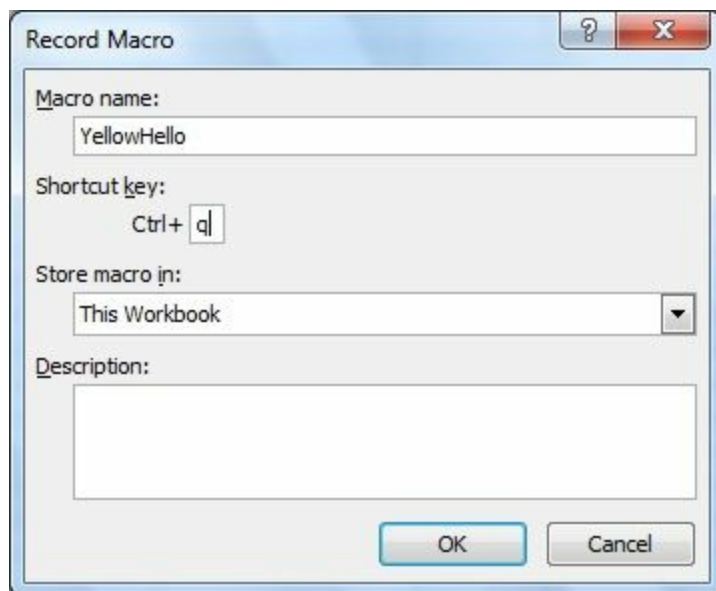 Record Macro
Macro name:
YellowHello
Shortcut key:
Ctrl+ q
Store macro in:
This Workbook
Description:
OK Cancel